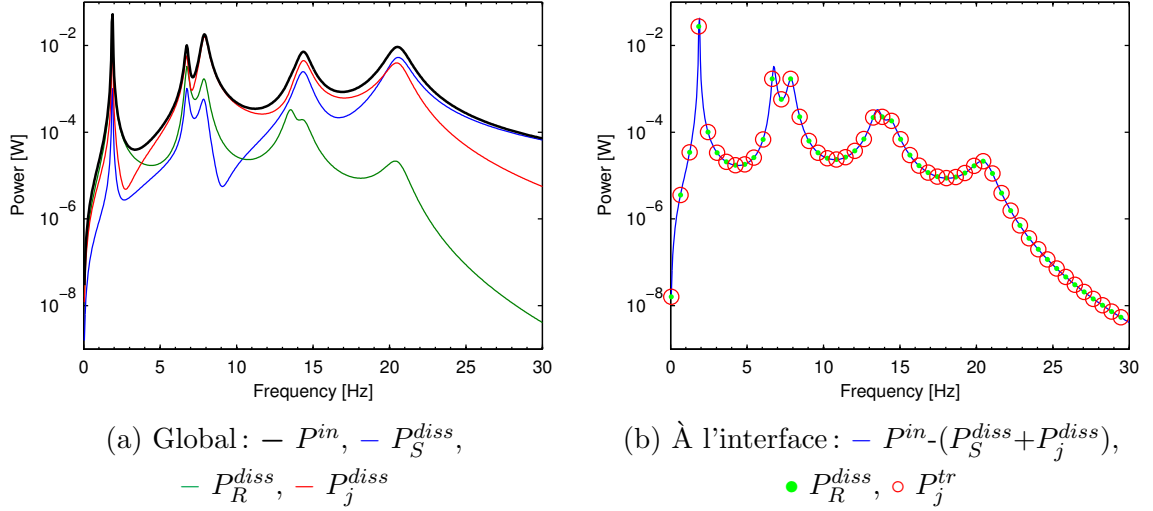 10^{-2}
10^{-4}
10^{-6}
10^{-8}
Power [W]
0 5 10 15 20 25 30
Frequency [Hz]
(a) Global : − P^{in}, − P_S^{diss},
− P_R^{diss}, − P_j^{diss}
10^{-2}
10^{-4}
10^{-6}
10^{-8}
Power [W]
0 5 10 15 20 25 30
Frequency [Hz]
(b) À l'interface : − P^{in}-(P_S^{diss}+P_j^{diss}),
● P_R^{diss}, ○ P_j^{tr}